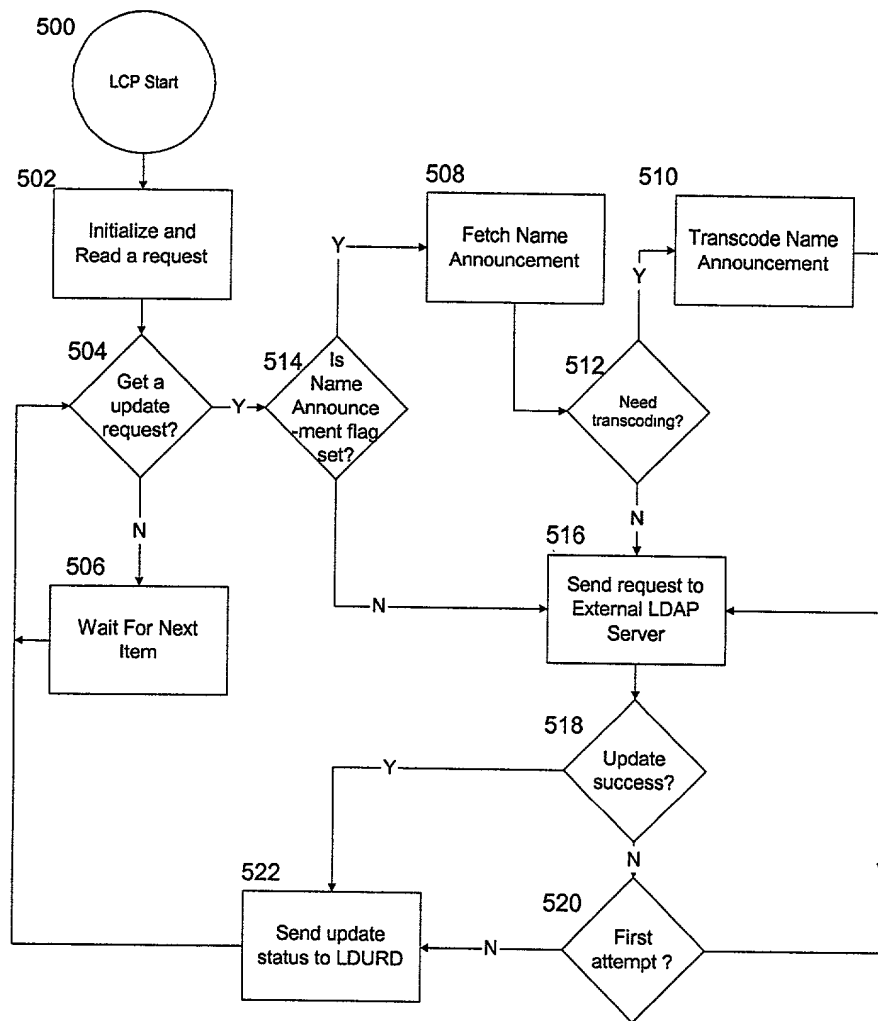 500
LCP Start
502
Initialize and
Read a request
504
Get a
update
request?
Y
N
506
Wait For Next
Item
514
Is
Name
Announce
-ment flag
set?
Y
N
508
Fetch Name
Announcement
510
Transcode Name
Announcement
512
Need
transcoding?
Y
N
516
Send request to
External LDAP
Server
518
Update
success?
Y
N
520
First
attempt ?
N
522
Send update
status to LDURD